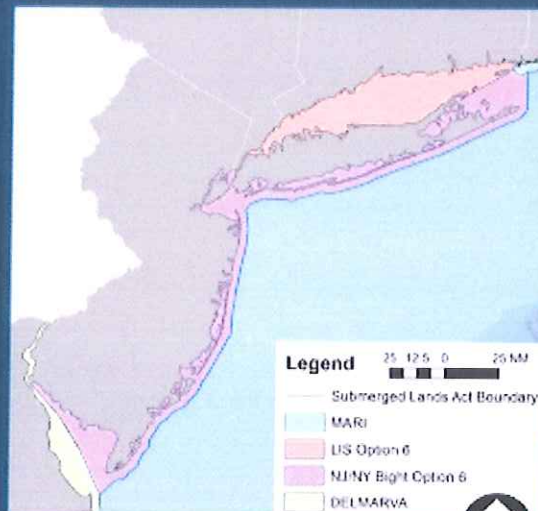 Legend
25 12.5 0 25 NM
Submerged Lands Act Boundary
MARI
LIS Option 6
NJ/NY Bight Option 6
DELMARVA